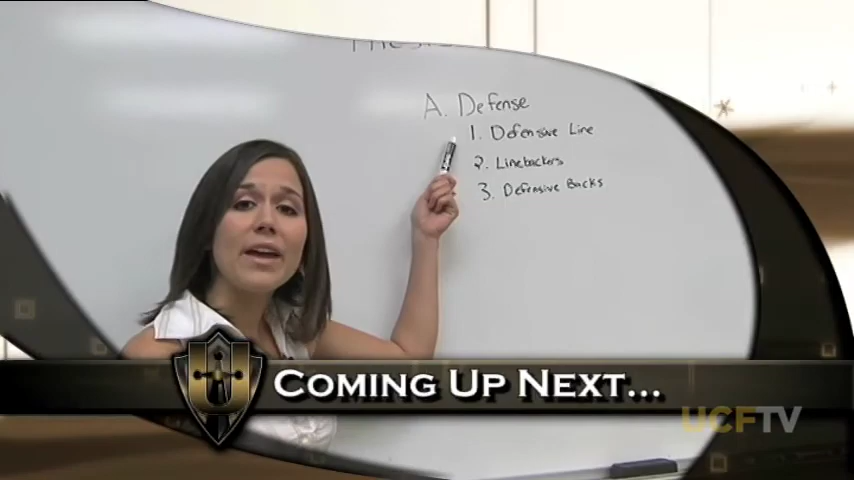 A. Defense
1. Defensive Line
2. Linebackers
3. Defensive Backs
COMING UP NEXT...
UCFTV